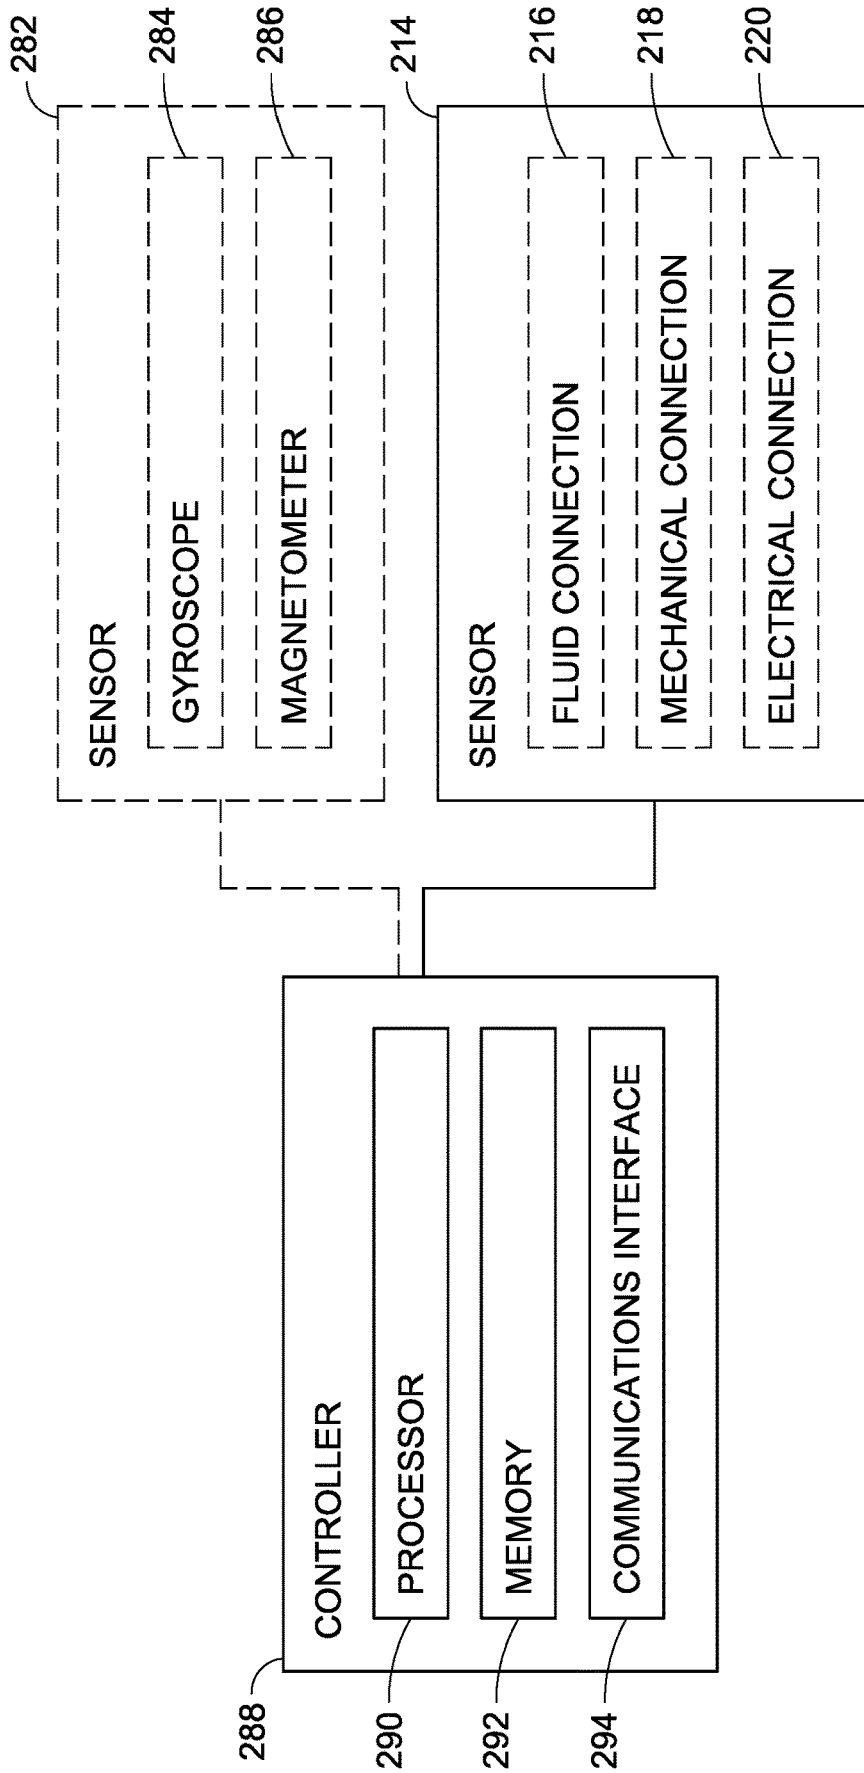 282
SENSOR
GYROSCOPE
284
MAGNETOMETER
286
288
CONTROLLER
PROCESSOR
290
MEMORY
292
COMMUNICATIONS INTERFACE
294
214
SENSOR
FLUID CONNECTION
216
MECHANICAL CONNECTION
218
ELECTRICAL CONNECTION
220